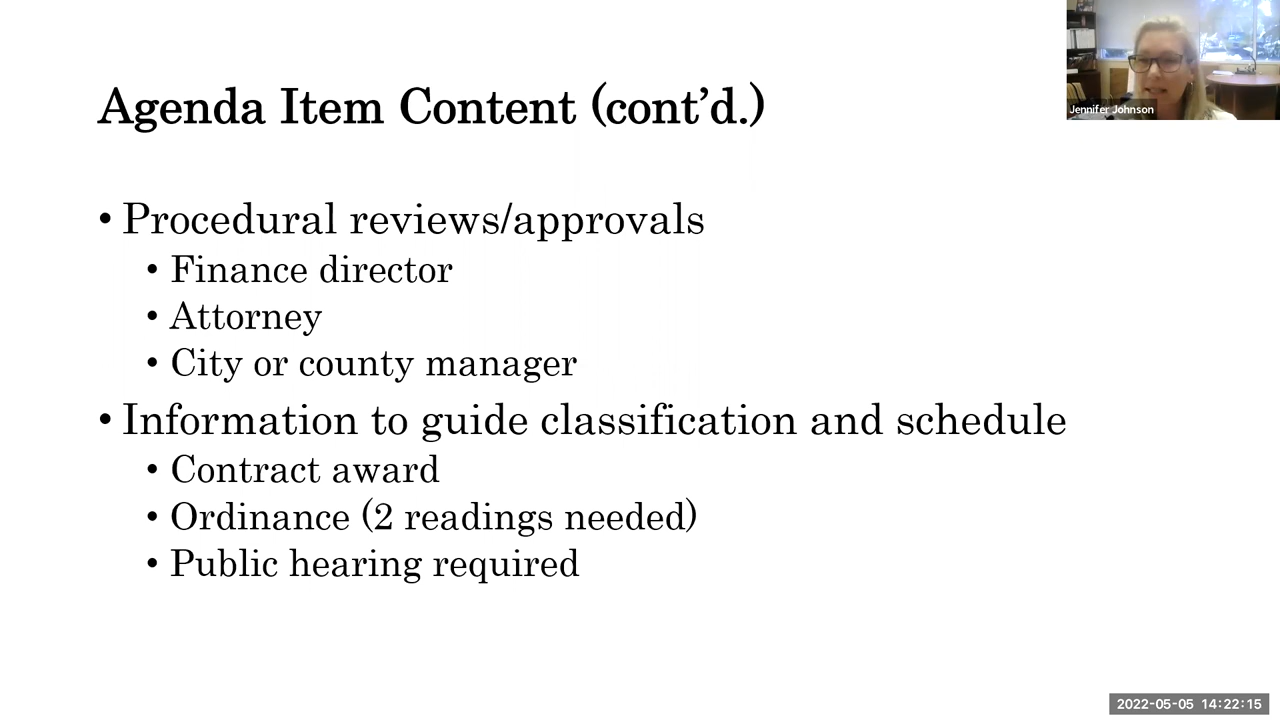 Agenda Item Content (cont’d.)
Jennifer Johnson
• Procedural reviews/approvals
• Finance director
• Attorney
• City or county manager
• Information to guide classification and schedule
• Contract award
• Ordinance (2 readings needed)
• Public hearing required
2022-05-05 14:22:15